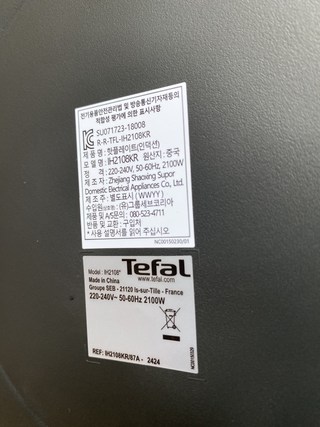 전기용품안전관리법 및 방송통신기자재등의
적합성 평가에 의한 표시사항
SU071723-18008
R-R-TFL-IH2108KR
제품명 : 핫플레이트(인덕션)
모델명 : IH2108KR 원산지 : 중국
정격 : 220-240V, 50-60Hz, 2100W
제조자 : Zhejiang Shaoxing Supor
Domestic Electrical Appliances Co., Ltd.
제조년월 : 별도표시 (WWYY)
수입원 : (유)그룹세브코리아
A/S문의 : 080-523-4711
반품 및 교환 : 구입처
* 사용 설명서를 읽어 주십시오
NC00150230/01
Tefal
www.tefal.com
Model : IH2108*
Made in China
Groupe SEB - 21120 Is-sur-Tille - France
220-240V~ 50-60Hz 2100W
REF: IH2108KR/87A - 2424